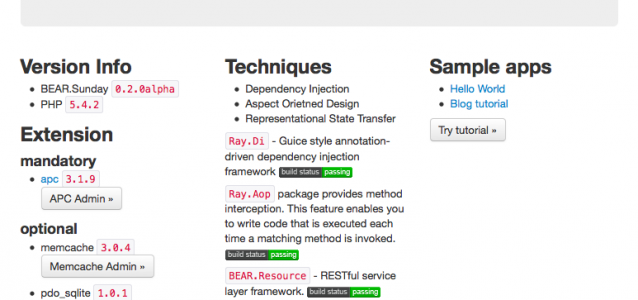 Version Info
BEAR.Sunday 0.2.0alpha
PHP 5.4.2
Extension
mandatory
apc 3.1.9
APC Admin »
optional
memcache 3.0.4
Memcache Admin »
pdo_sqlite 1.0.1
Techniques
Dependency Injection
Aspect Orietned Design
Representational State Transfer
Ray.Di - Guice style annotation-
driven dependency injection
framework build status passing
Ray.Aop package provides method
interception. This feature enables you
to write code that is executed each
time a matching method is invoked.
build status passing
BEAR.Resource - RESTful service
layer framework. build status passing
Sample apps
Hello World
Blog tutorial
Try tutorial »